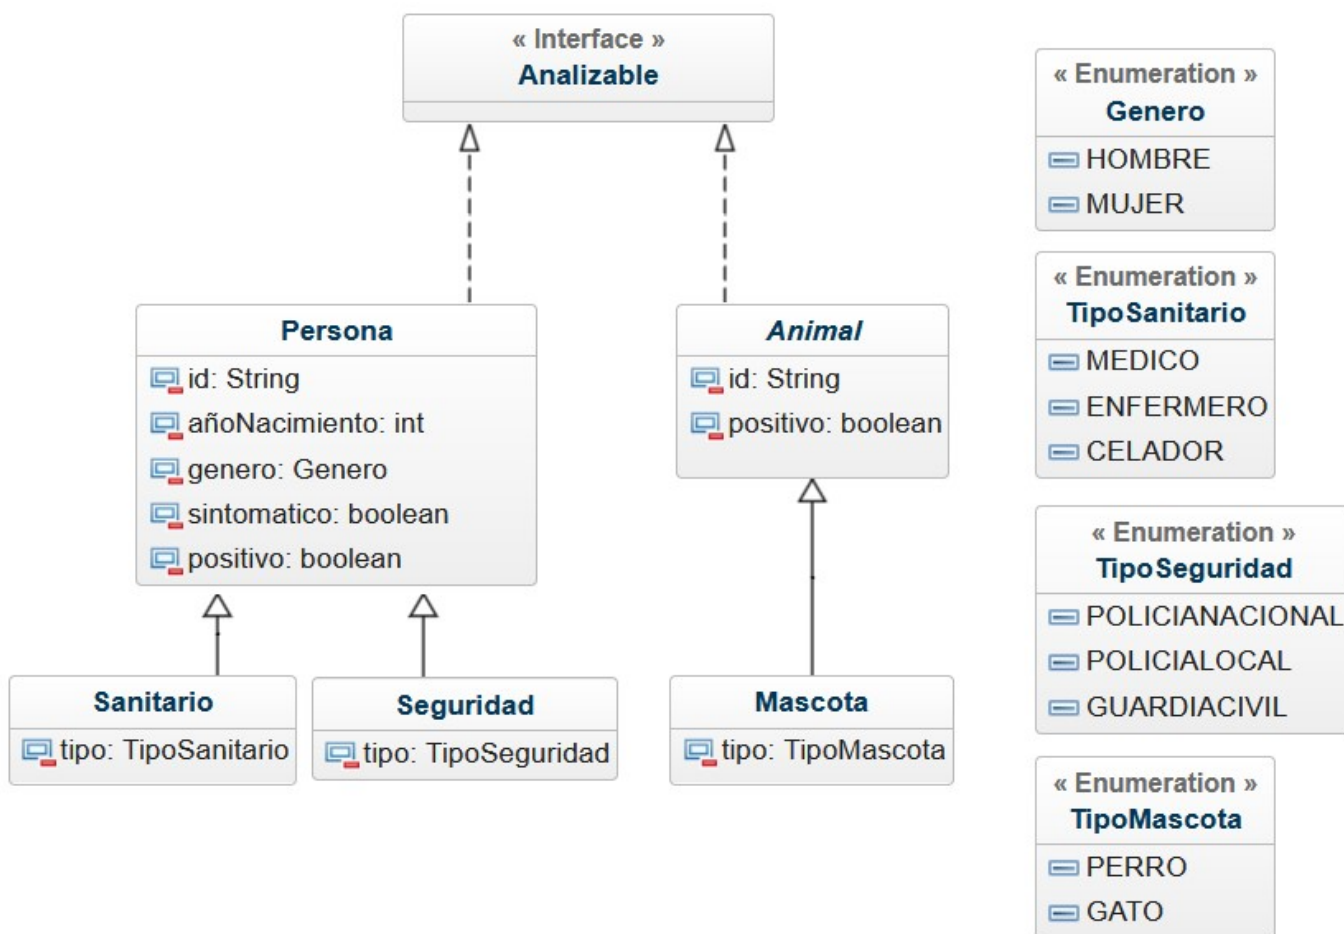 « Interface »
Analizable
Persona
id: String
añoNacimiento: int
genero: Genero
sintomatico: boolean
positivo: boolean
Animal
id: String
positivo: boolean
Sanitario
tipo: TipoSanitario
Seguridad
tipo: TipoSeguridad
Mascota
tipo: TipoMascota
« Enumeration »
Genero
HOMBRE
MUJER
« Enumeration »
TipoSanitario
MEDICO
ENFERMERO
CELADOR
« Enumeration »
TipoSeguridad
POLICIANACIONAL
POLICIALOCAL
GUARDIACIVIL
« Enumeration »
TipoMascota
PERRO
GATO